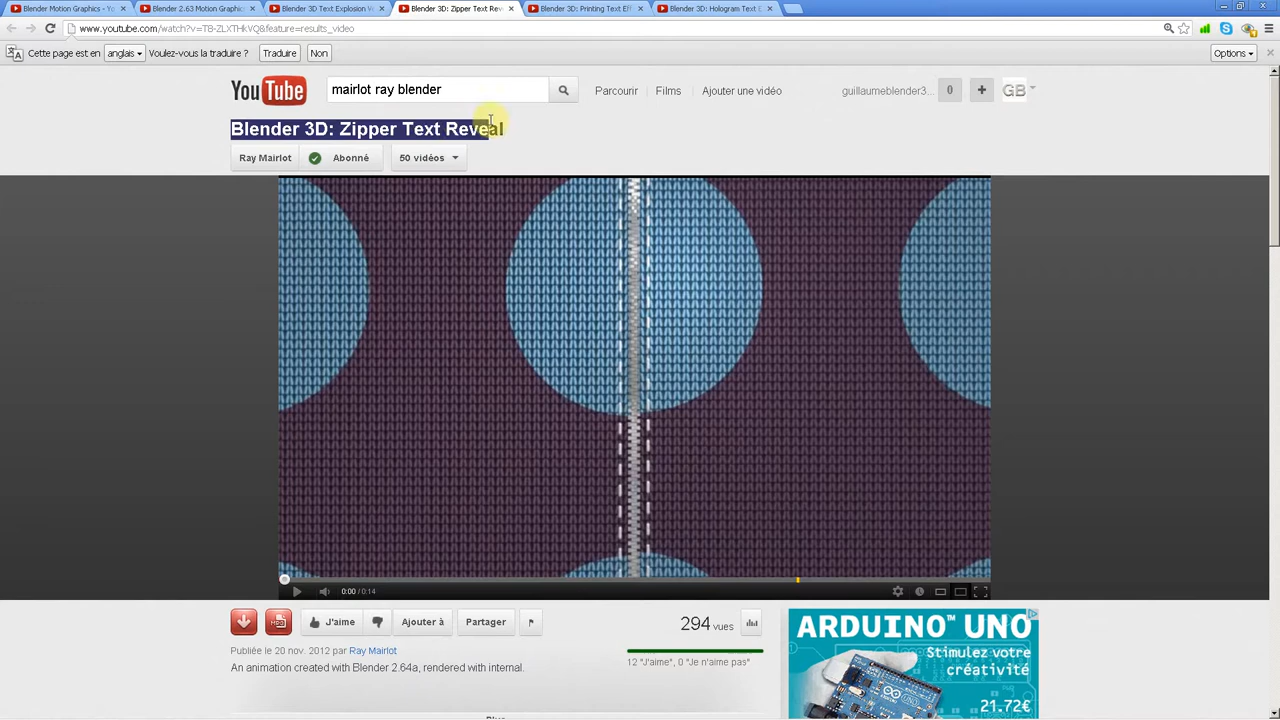 Blender Motion Graphics - Yo
Blender 2.63 Motion Graphic
Blender 3D Text Explosion V
Blender 3D: Zipper Text Rev
Blender 3D: Printing Text Ef
Blender 3D: Hologram Text E
www.youtube.com/watch?v=TB-ZLXTHkVQ&feature=results_video
Cette page est en anglais Voulez-vous la traduire ? Traduire Non Options
YouTube mairlot ray blender Parcourir Films Ajouter une vidéo guillaumeblender3... 0 + GB
Blender 3D: Zipper Text Reveal
Ray Mairlot Abonné 50 vidéos
0:00 / 0:14
MP3 J'aime Ajouter à Partager 294 vues
Publiée le 20 nov. 2012 par Ray Mairlot
12 "J'aime", 0 "Je n'aime pas"
An animation created with Blender 2.64a, rendered with internal.
Plus
ARDUINO UNO
Stimulez votre
créativité
21.72€